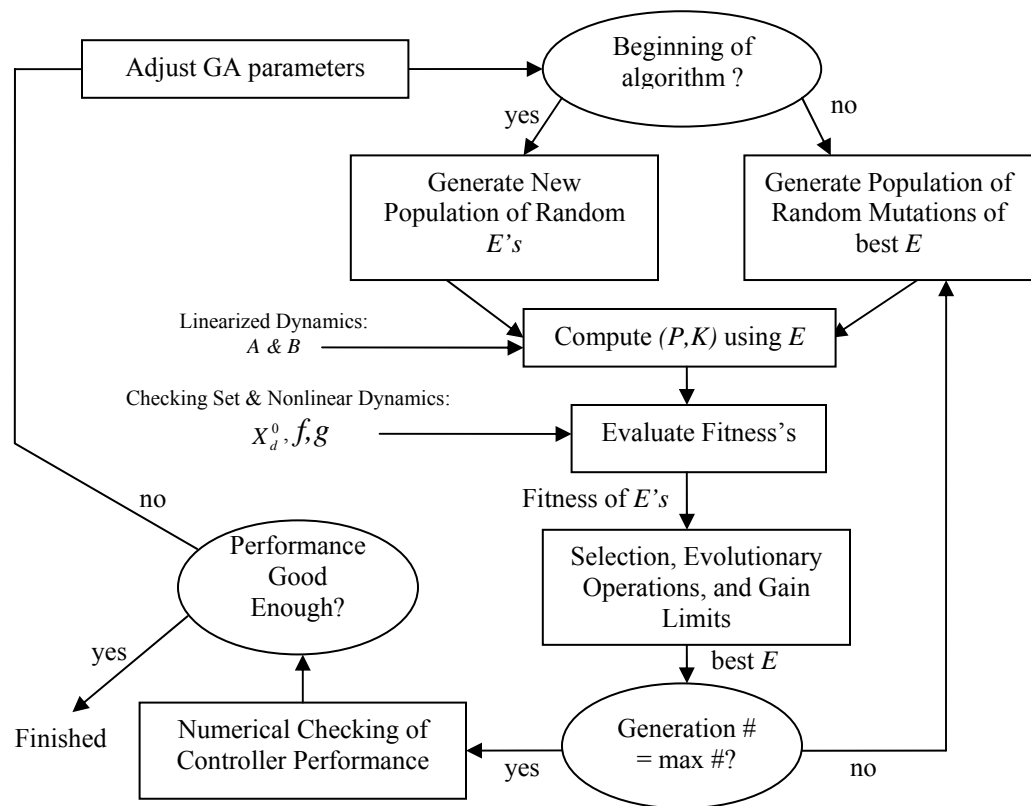 Adjust GA parameters
Beginning of
algorithm ?
yes
no
Generate New
Population of Random
E's
Generate Population of
Random Mutations of
best E
Linearized Dynamics:
A & B
Compute (P,K) using E
Checking Set & Nonlinear Dynamics:
X_d^0, f,g
Evaluate Fitness's
Fitness of E's
no
Performance
Good
Enough?
Selection, Evolutionary
Operations, and Gain
Limits
yes
best E
Finished
Numerical Checking of
Controller Performance
Generation #
= max #?
yes
no